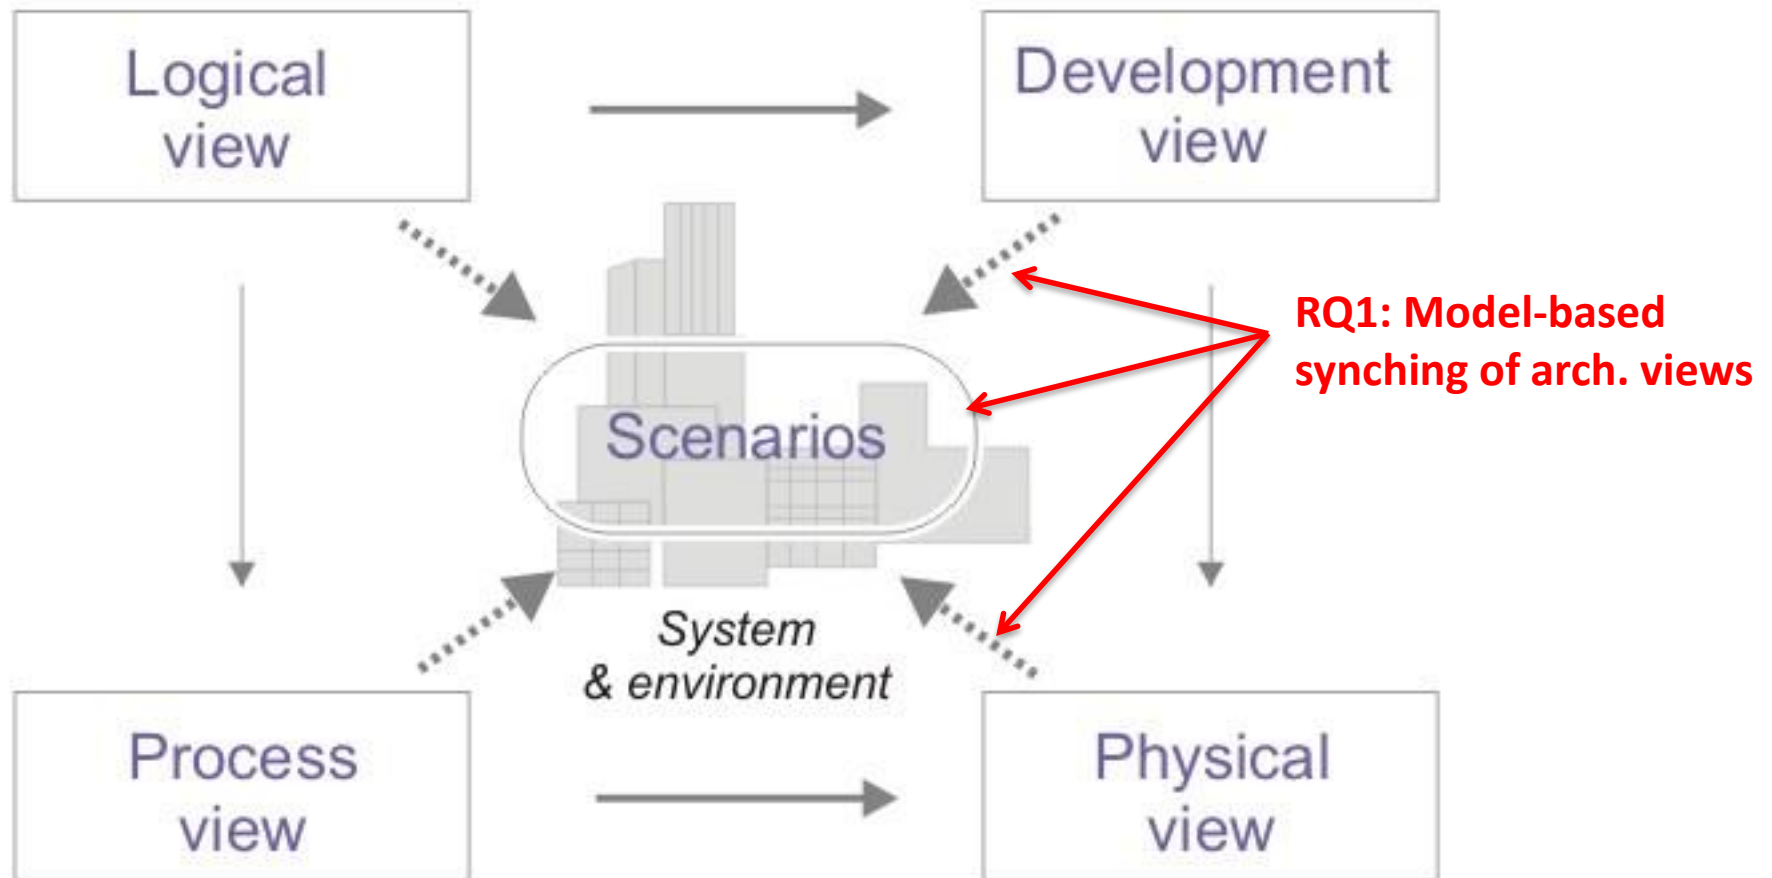 Logical
view
Development
view
RQ1: Model-based
synching of arch. views
Scenarios
System
& environment
Process
view
Physical
view